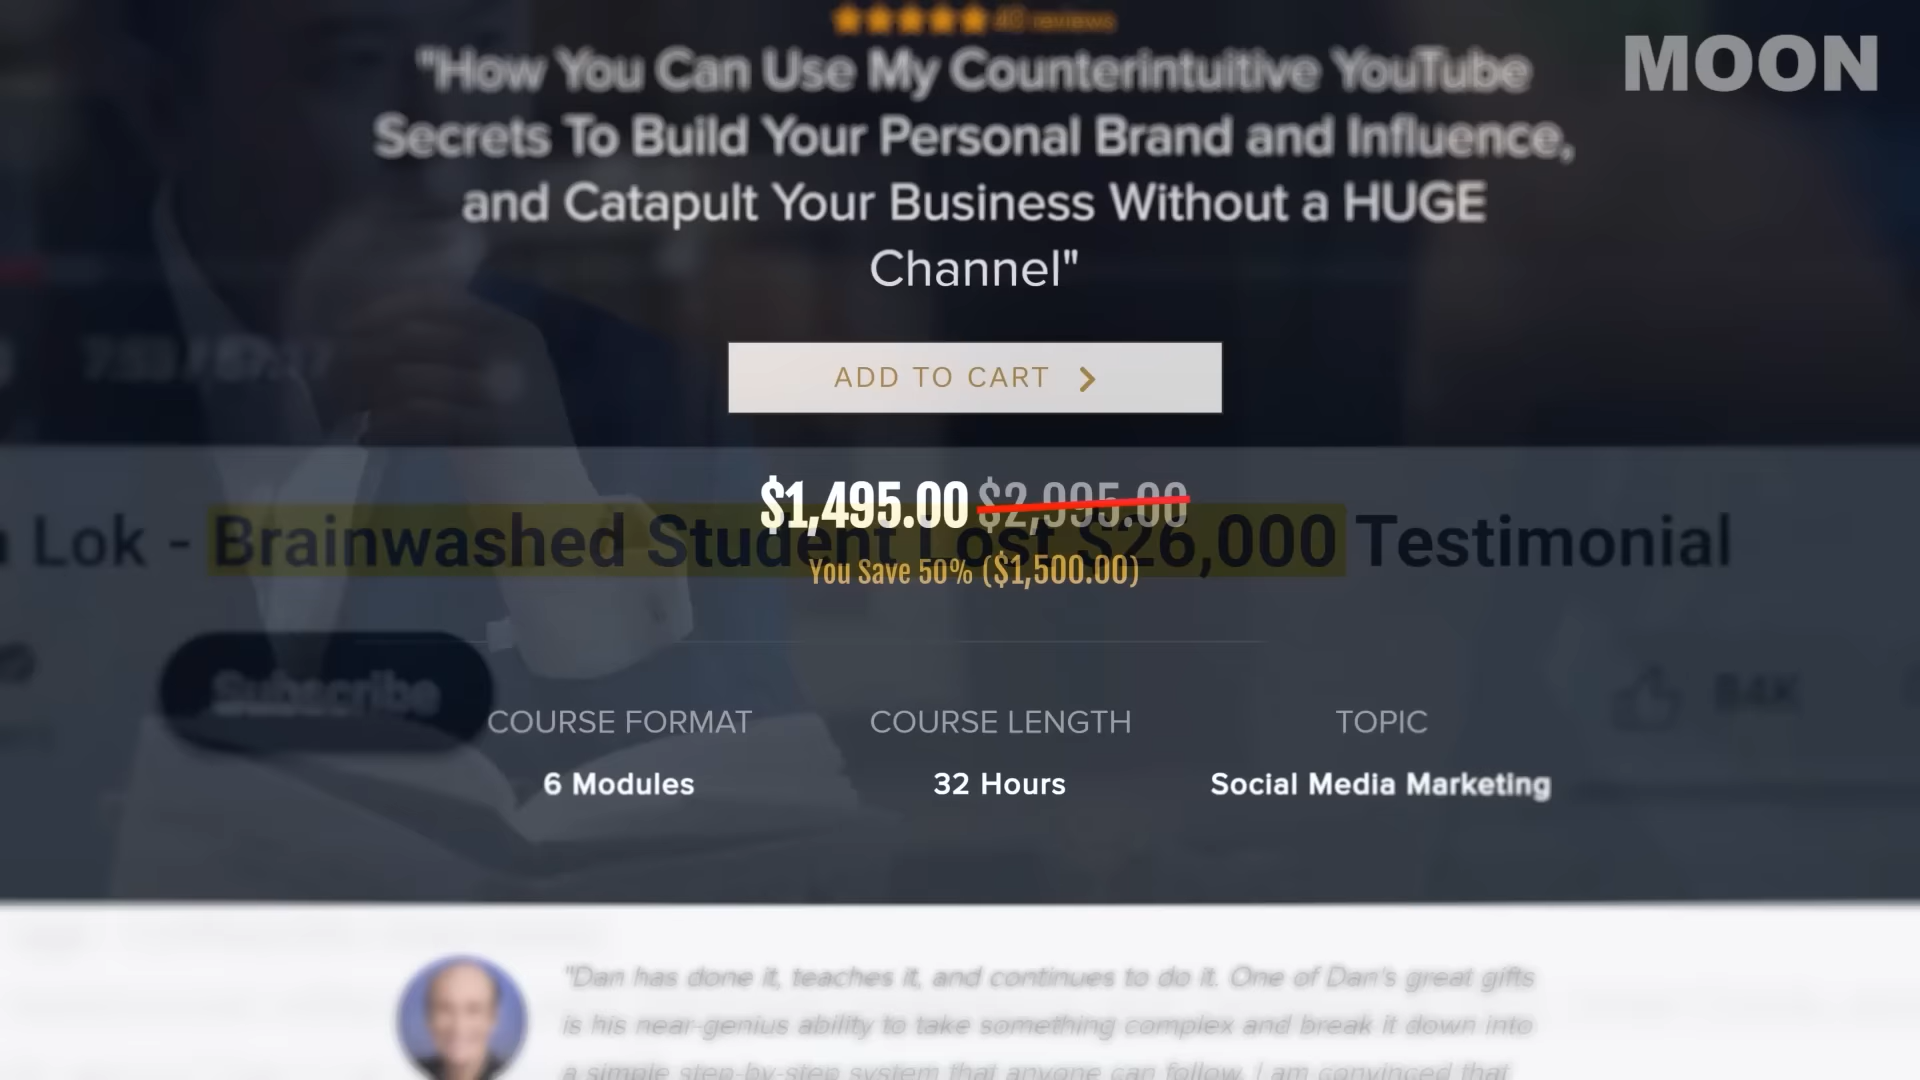 40 reviews
MOON
"How You Can Use My Counterintuitive YouTube
Secrets To Build Your Personal Brand and Influence,
and Catapult Your Business Without a HUGE
Channel"
ADD TO CART
$1,495.00 $2,995.00
Lok - Brainwashed Student Lost $26,000 Testimonial
You Save 50% ($1,500.00)
Subscribe
84K
COURSE FORMAT
COURSE LENGTH
TOPIC
6 Modules
32 Hours
Social Media Marketing
"Dan has done it, teaches it, and continues to do it. One of Dan's great gifts
is his near-genius ability to take something complex and break it down into
a simple step-by-step system that anyone can follow. I am convinced that